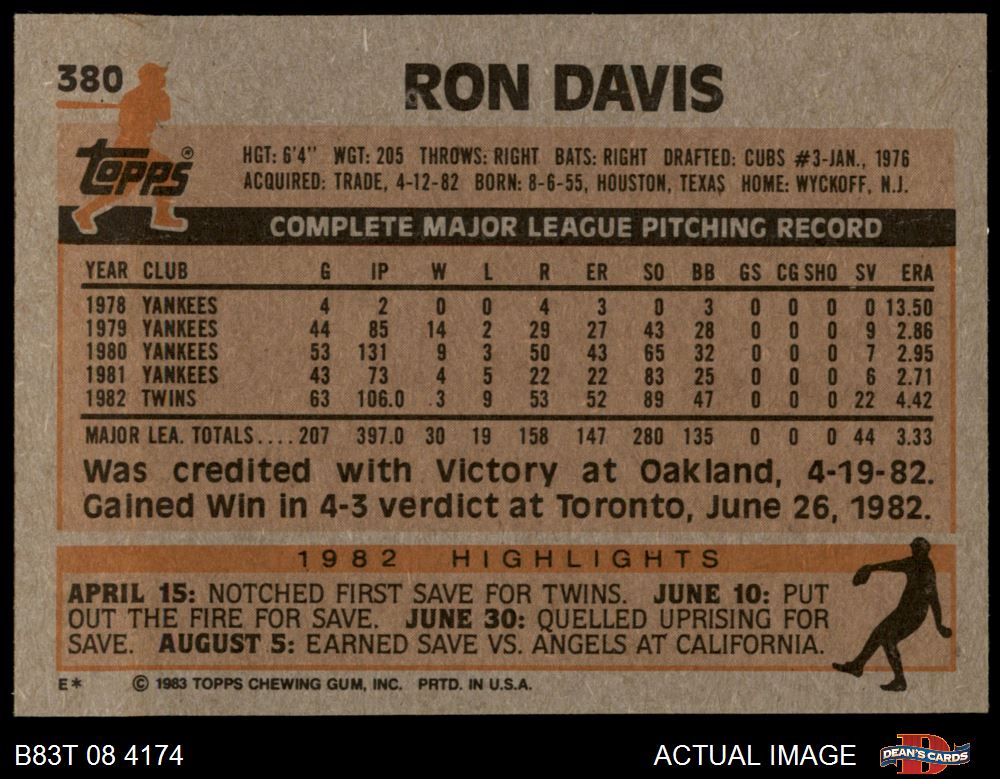 380
RON DAVIS
TOPPS®
HGT: 6'4" WGT: 205 THROWS: RIGHT BATS: RIGHT DRAFTED: CUBS #3-JAN., 1976
ACQUIRED: TRADE, 4-12-82 BORN: 8-6-55, HOUSTON, TEXAS HOME: WYCKOFF, N.J.
COMPLETE MAJOR LEAGUE PITCHING RECORD
YEAR CLUB G IP W L R ER SO BB GS CG SHO SV ERA
1978 YANKEES 4 2 0 0 4 3 0 3 0 0 0 0 13.50
1979 YANKEES 44 85 14 2 29 27 43 28 0 0 0 9 2.86
1980 YANKEES 53 131 9 3 50 43 65 32 0 0 0 7 2.95
1981 YANKEES 43 73 4 5 22 22 83 25 0 0 0 6 2.71
1982 TWINS 63 106.0 3 9 53 52 89 47 0 0 0 22 4.42
MAJOR LEA. TOTALS.... 207 397.0 30 19 158 147 280 135 0 0 0 44 3.33
Was credited with Victory at Oakland, 4-19-82.
Gained Win in 4-3 verdict at Toronto, June 26, 1982.
1982 HIGHLIGHTS
APRIL 15: NOTCHED FIRST SAVE FOR TWINS. JUNE 10: PUT
OUT THE FIRE FOR SAVE. JUNE 30: QUELLED UPRISING FOR
SAVE. AUGUST 5: EARNED SAVE VS. ANGELS AT CALIFORNIA.
E* © 1983 TOPPS CHEWING GUM, INC. PRTD. IN U.S.A.
B83T 08 4174 ACTUAL IMAGE DEAN'S CARDS